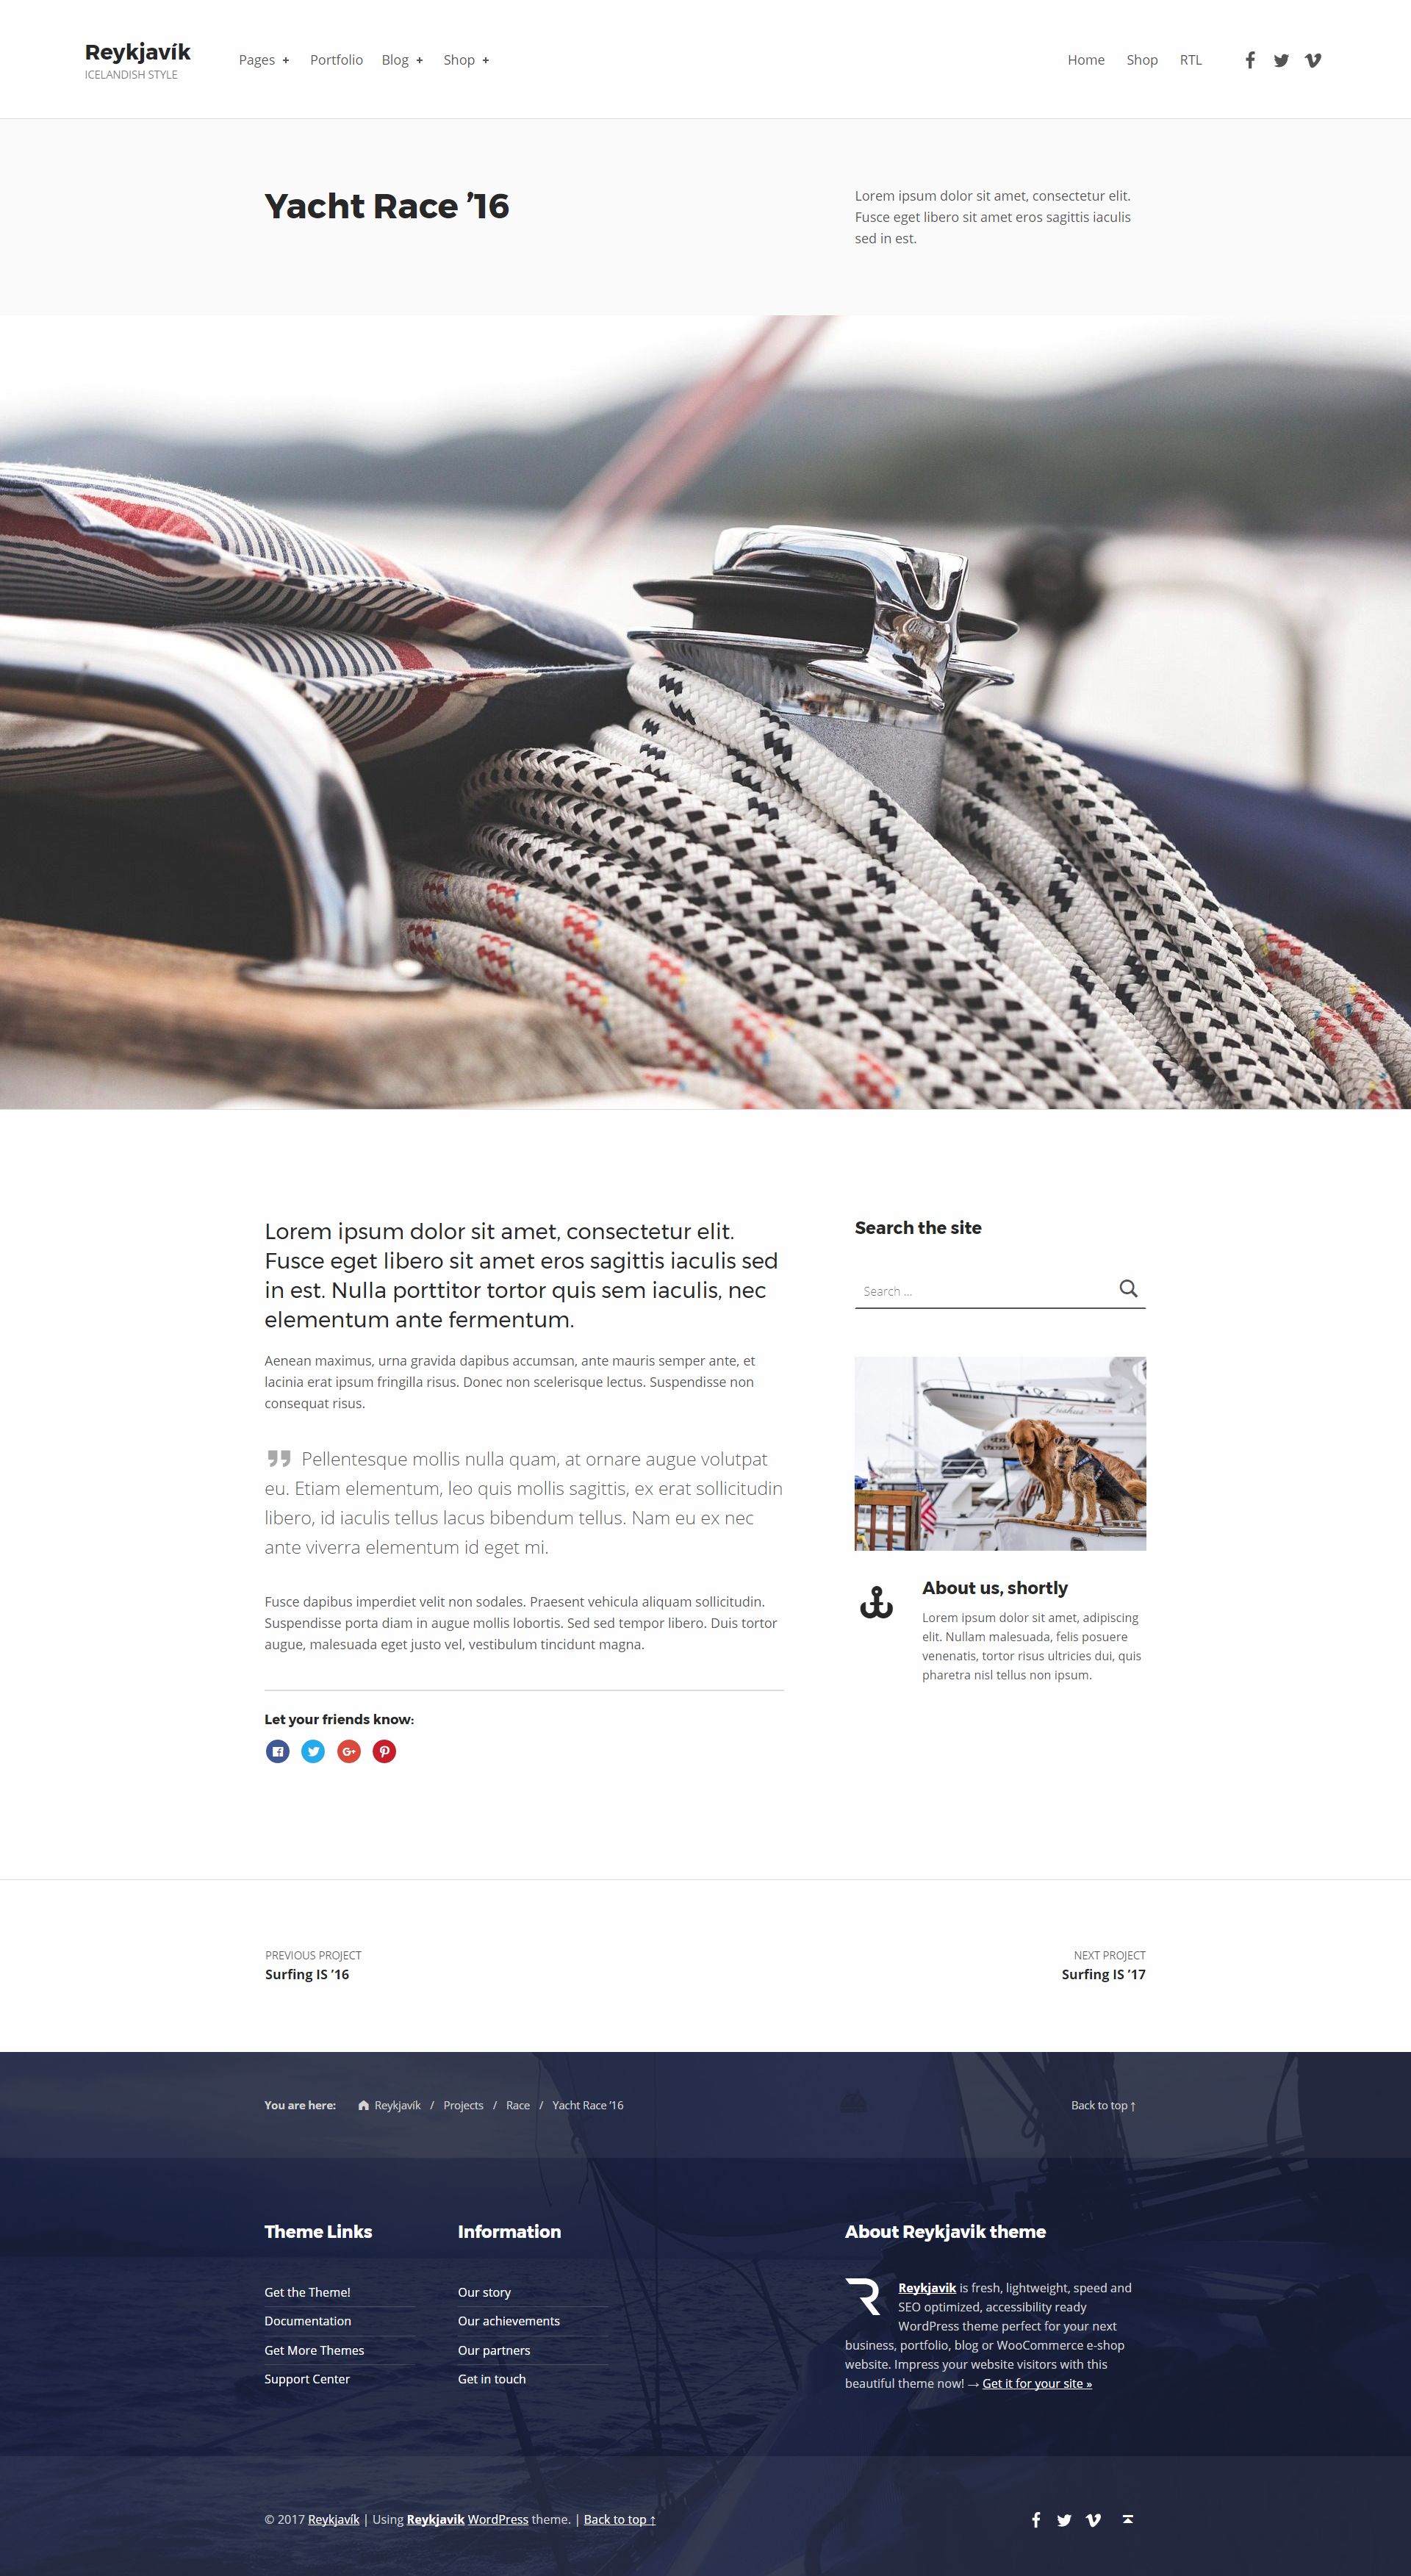 Reykjavík
ICELANDISH STYLE
Pages +
Portfolio
Blog +
Shop +
Home
Shop
RTL
Yacht Race ’16
Lorem ipsum dolor sit amet, consectetur elit.
Fusce eget libero sit amet eros sagittis iaculis
sed in est.
Lorem ipsum dolor sit amet, consectetur elit.
Fusce eget libero sit amet eros sagittis iaculis sed
in est. Nulla porttitor tortor quis sem iaculis, nec
elementum ante fermentum.
Aenean maximus, urna gravida dapibus accumsan, ante mauris semper ante, et
lacinia erat ipsum fringilla risus. Donec non scelerisque lectus. Suspendisse non
consequat risus.
” Pellentesque mollis nulla quam, at ornare augue volutpat
eu. Etiam elementum, leo quis mollis sagittis, ex erat sollicitudin
libero, id iaculis tellus lacus bibendum tellus. Nam eu ex nec
ante viverra elementum id eget mi.
Fusce dapibus imperdiet velit non sodales. Praesent vehicula aliquam sollicitudin.
Suspendisse porta diam in augue mollis lobortis. Sed sed tempor libero. Duis tortor
augue, malesuada eget justo vel, vestibulum tincidunt magna.
Let your friends know:
Search the site
Search …
About us, shortly
Lorem ipsum dolor sit amet, adipiscing
elit. Nullam malesuada, felis posuere
venenatis, tortor risus ultricies dui, quis
pharetra nisl tellus non ipsum.
PREVIOUS PROJECT
Surfing IS ’16
NEXT PROJECT
Surfing IS ’17
You are here: Reykjavík / Projects / Race / Yacht Race ’16
Back to top ↑
Theme Links
Get the Theme!
Documentation
Get More Themes
Support Center
Information
Our story
Our achievements
Our partners
Get in touch
About Reykjavik theme
Reykjavik is fresh, lightweight, speed and
SEO optimized, accessibility ready
WordPress theme perfect for your next
business, portfolio, blog or WooCommerce e-shop
website. Impress your website visitors with this
beautiful theme now! → Get it for your site »
© 2017 Reykjavík | Using Reykjavik WordPress theme. | Back to top ↑